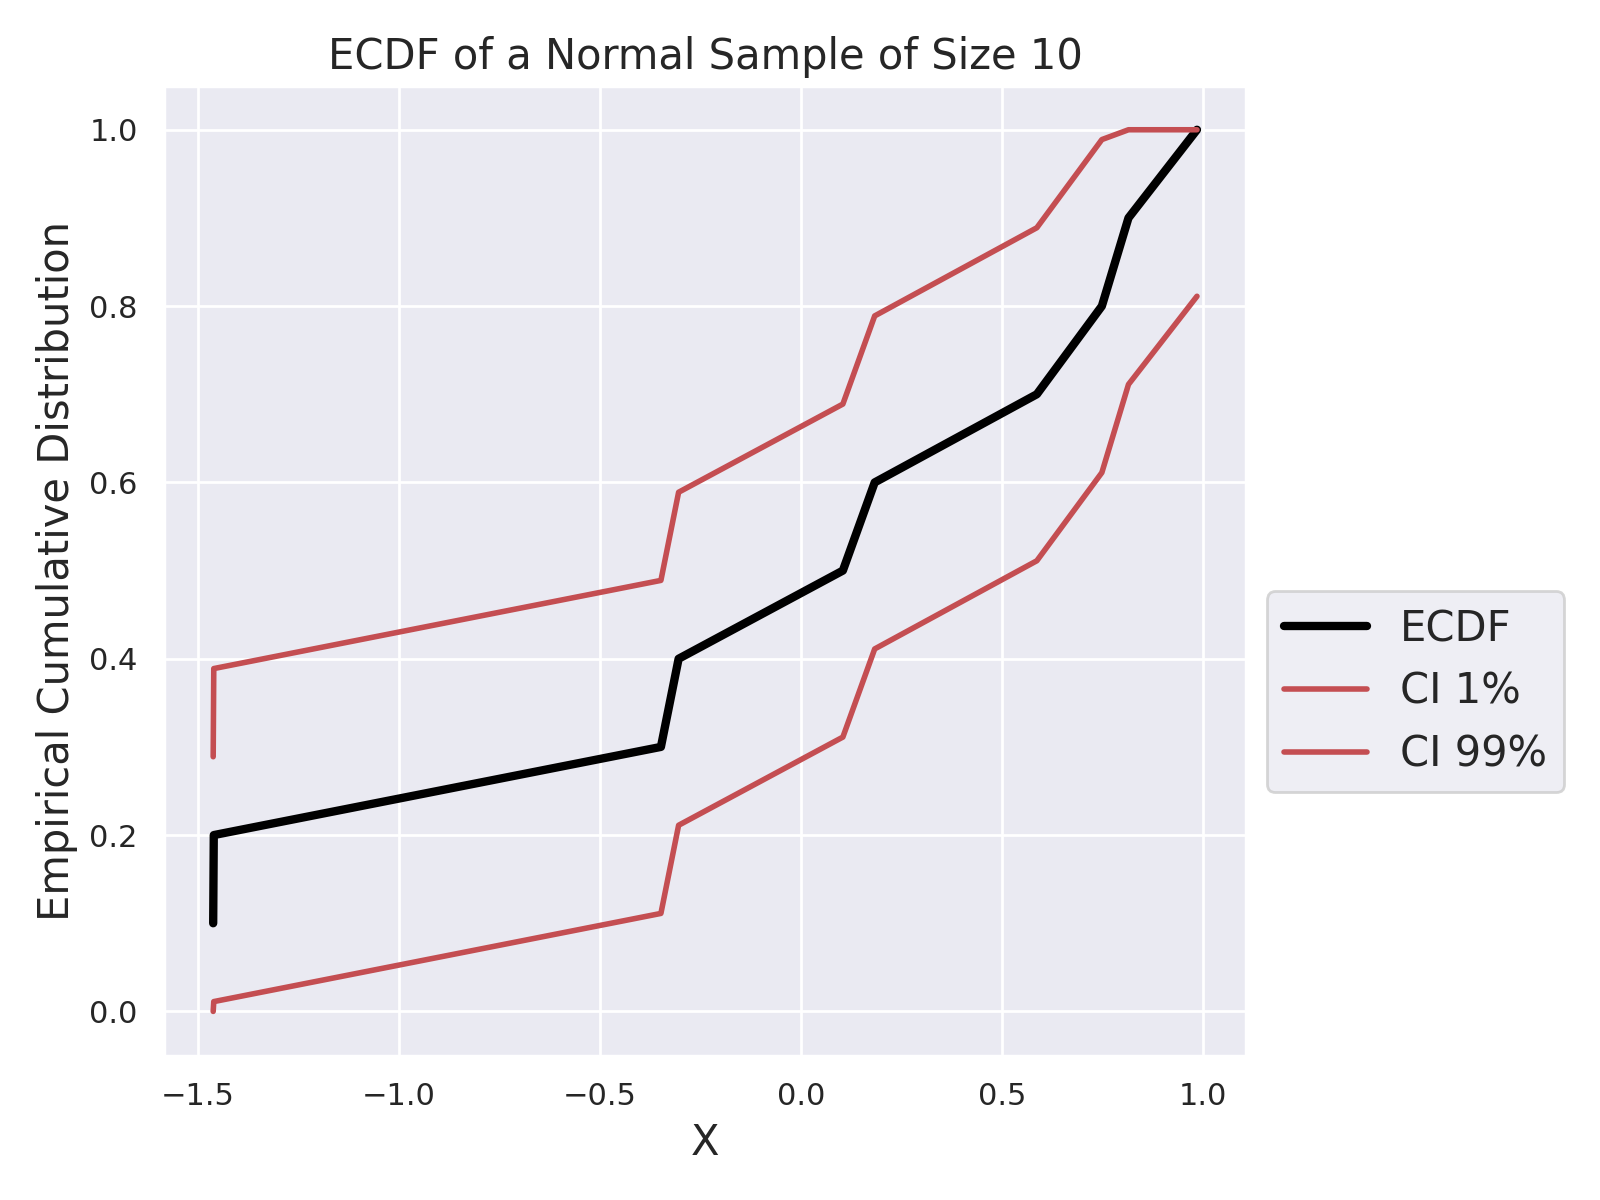 ECDF of a Normal Sample of Size 10
Empirical Cumulative Distribution
1.0
0.8
0.6
0.4
0.2
0.0
−1.5 −1.0 −0.5 0.0 0.5 1.0
X
ECDF
CI 1%
CI 99%